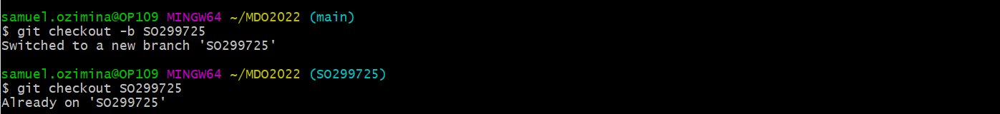 samuel.ozimina@OP109 MINGW64 ~/MDO2022 (main)
$ git checkout -b SO299725
Switched to a new branch 'SO299725'
samuel.ozimina@OP109 MINGW64 ~/MDO2022 (SO299725)
$ git checkout SO299725
Already on 'SO299725'